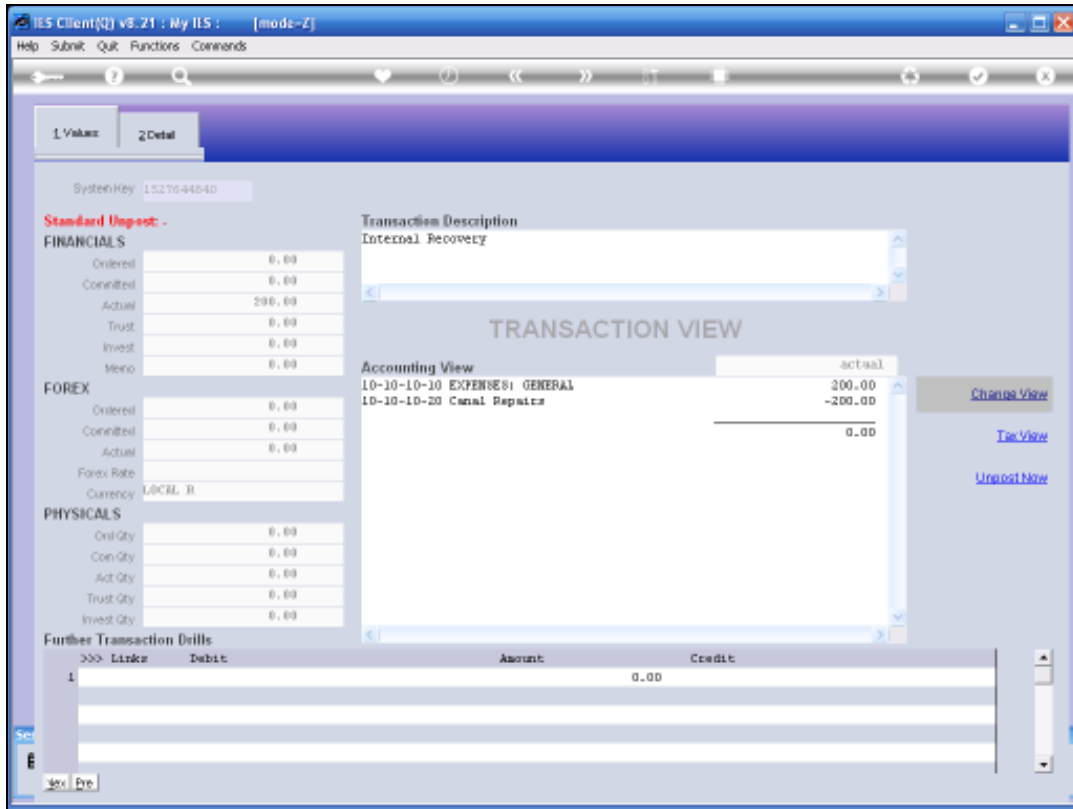 IES Client(Q) v8.21 : My IES : [mode-Z]
Help Submit Quit Functions Commands
1 Values 2 Detail
System Key 1527644840
Standard Unpost: -
Transaction Description
Internal Recovery
FINANCIALS
Ordered 0.00
Committed 0.00
Actual 200.00
Trust 0.00
Invest 0.00
Memo 0.00
TRANSACTION VIEW
Accounting View actual
10-10-10-10 EXPENSES: GENERAL 200.00
10-10-10-20 Canal Repairs -200.00
0.00
Change View
Tax View
Unpost Now
FOREX
Ordered 0.00
Committed 0.00
Actual 0.00
Forex Rate
Currency LOCAL R
PHYSICALS
Ord Qty 0.00
Com Qty 0.00
Act Qty 0.00
Trust Qty 0.00
Invest Qty 0.00
Further Transaction Drills
>>> Links Debit Amount Credit
1 0.00
Pre